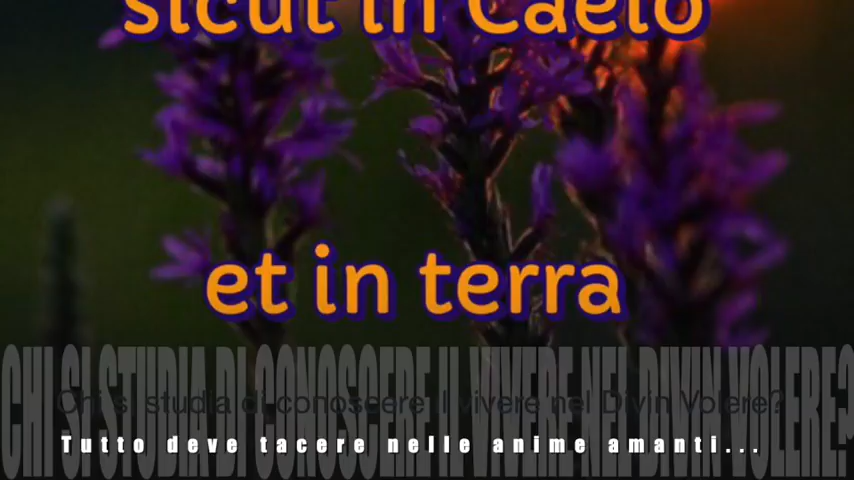 sicut in Caelo
et in terra
CHI SI STUDIA DI CONOSCERE IL VIVERE NEL DIVIN VOLERE?
Chi si studia di conoscere il vivere nel Divin Volere?
Tutto deve tacere nelle anime amanti...